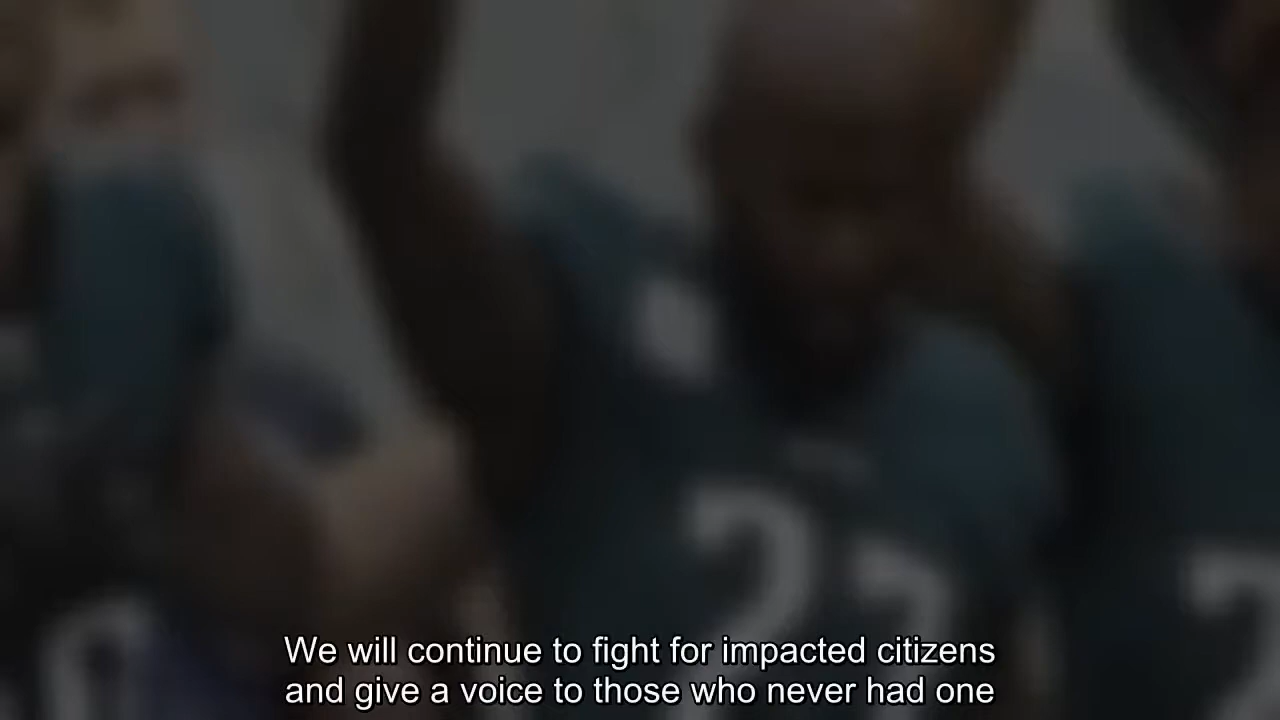 We will continue to fight for impacted citizens
and give a voice to those who never had one